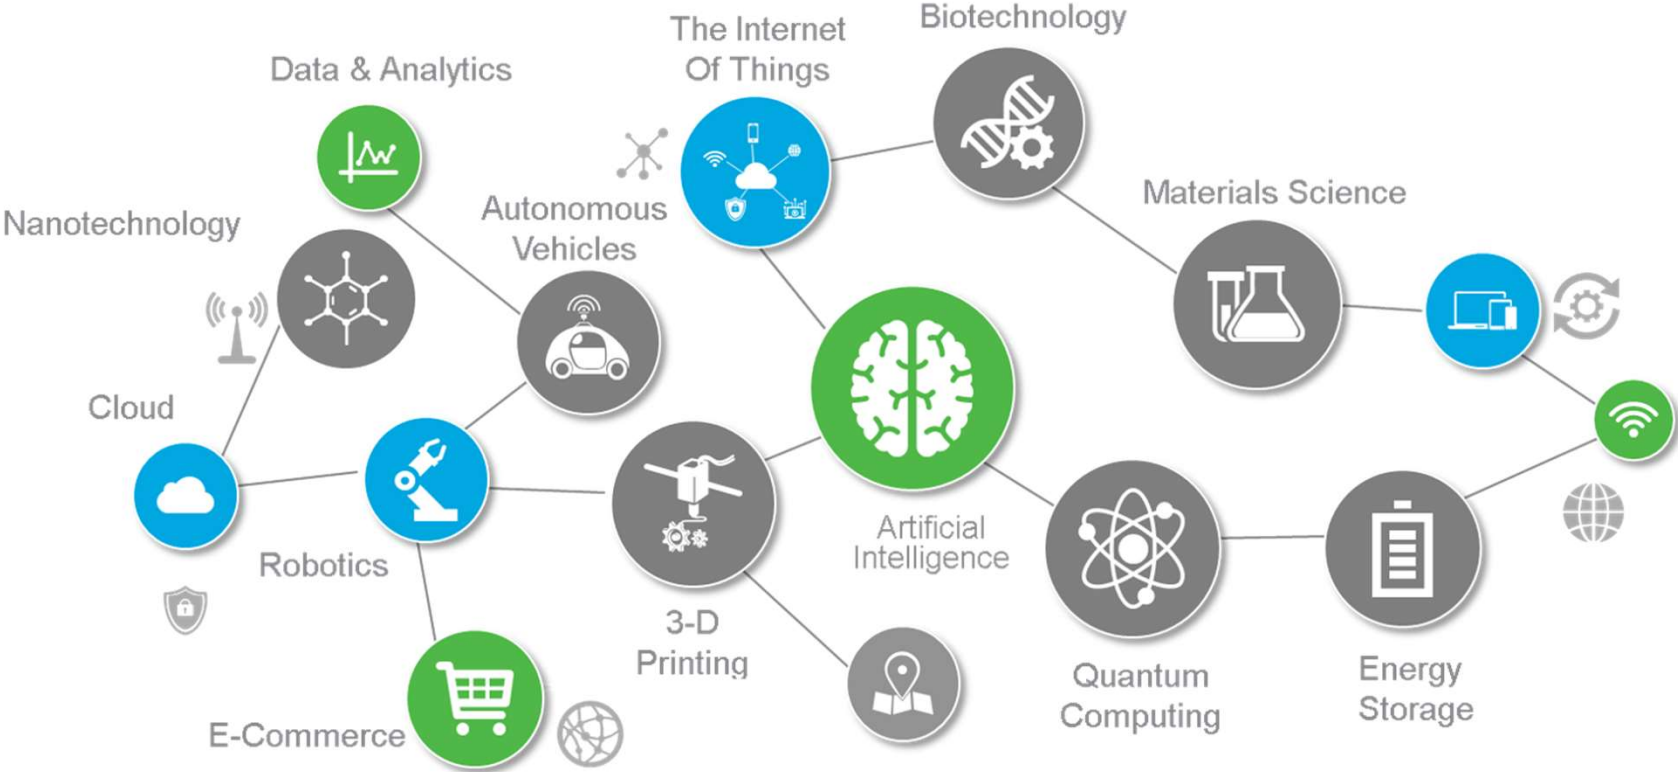 The Internet
Of Things
Biotechnology
Data & Analytics
Materials Science
Autonomous
Vehicles
Nanotechnology
Cloud
Artificial
Intelligence
Robotics
3-D
Printing
Quantum
Computing
Energy
Storage
E-Commerce